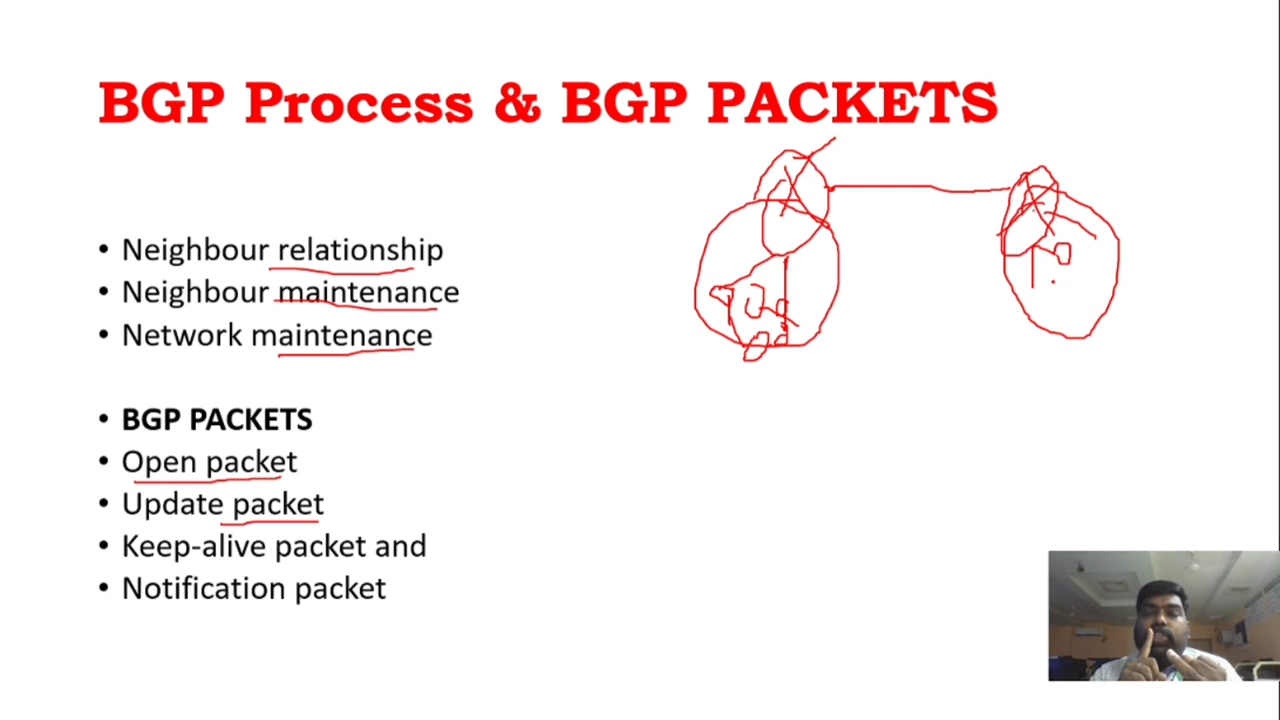 BGP Process & BGP PACKETS
• Neighbour relationship
• Neighbour maintenance
• Network maintenance
• BGP PACKETS
• Open packet
• Update packet
• Keep-alive packet and
• Notification packet